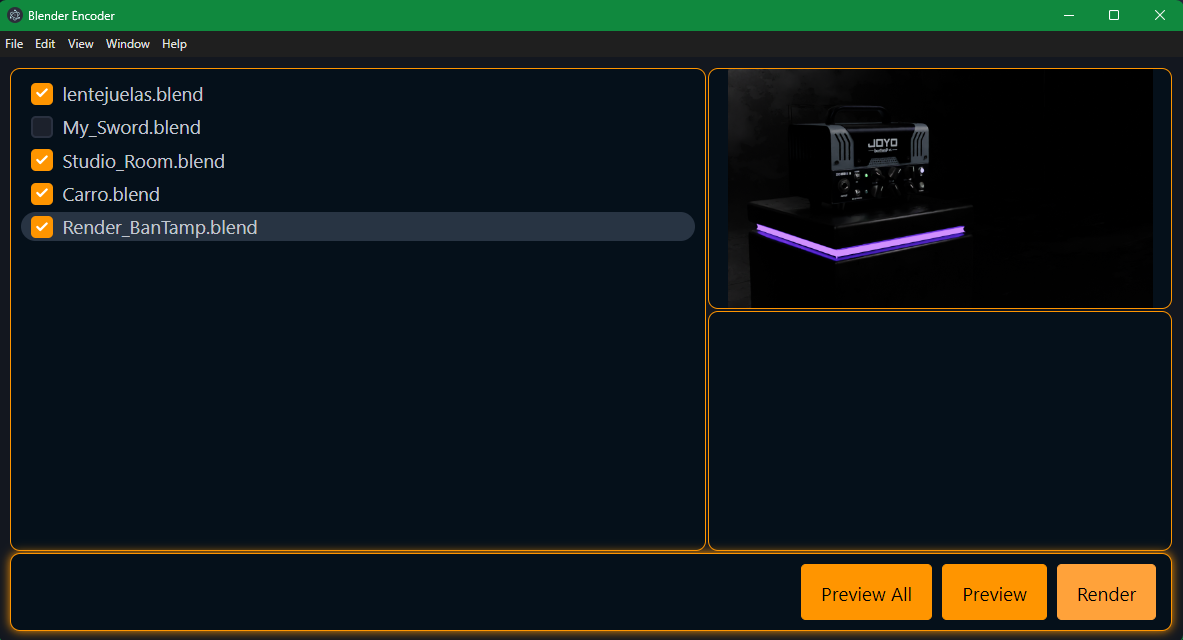 Blender Encoder
File Edit View Window Help
lentejuelas.blend
My_Sword.blend
Studio_Room.blend
Carro.blend
Render_BanTamp.blend
JOYO
Preview All Preview Render